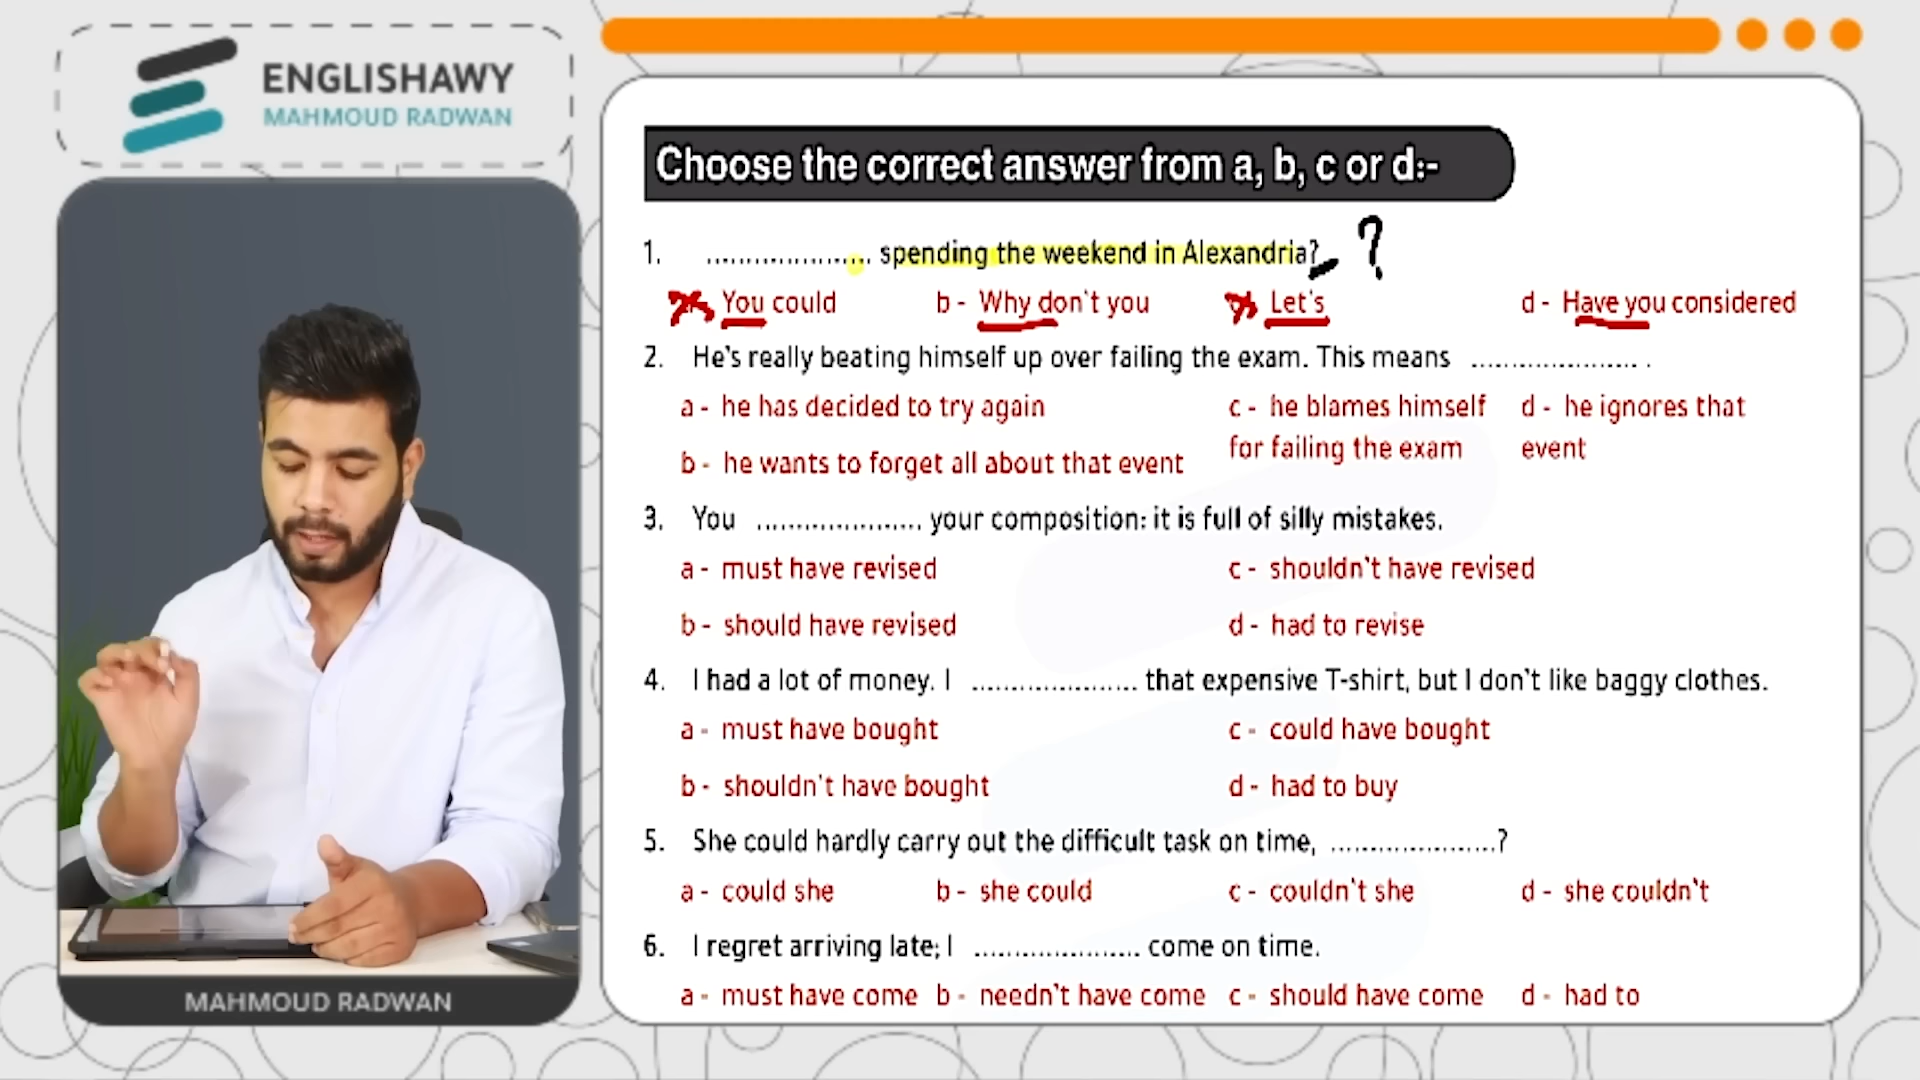 ENGLISHAWY
MAHMOUD RADWAN
Choose the correct answer from a, b, c or d:-
1. ..................... spending the weekend in Alexandria? ?
You could b - Why don't you Let's d - Have you considered
2. He's really beating himself up over failing the exam. This means ..................... .
a - he has decided to try again
b - he wants to forget all about that event
c - he blames himself for failing the exam
d - he ignores that event
3. You ..................... your composition: it is full of silly mistakes.
a - must have revised c - shouldn't have revised
b - should have revised d - had to revise
4. I had a lot of money. I ..................... that expensive T-shirt, but I don't like baggy clothes.
a - must have bought c - could have bought
b - shouldn't have bought d - had to buy
5. She could hardly carry out the difficult task on time, .....................?
a - could she b - she could c - couldn't she d - she couldn't
6. I regret arriving late; I ..................... come on time.
a - must have come b - needn't have come c - should have come d - had to
MAHMOUD RADWAN